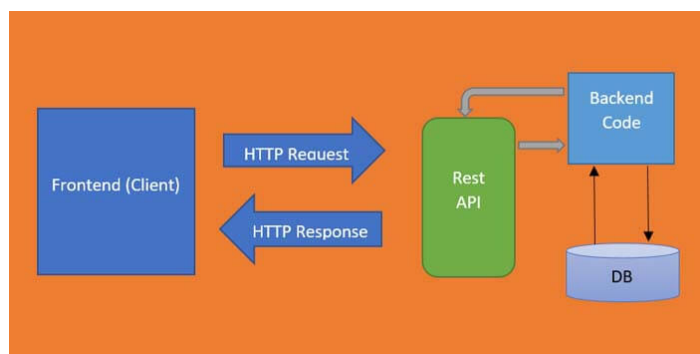 Frontend (Client)
HTTP Request
HTTP Response
Rest
API
Backend
Code
DB